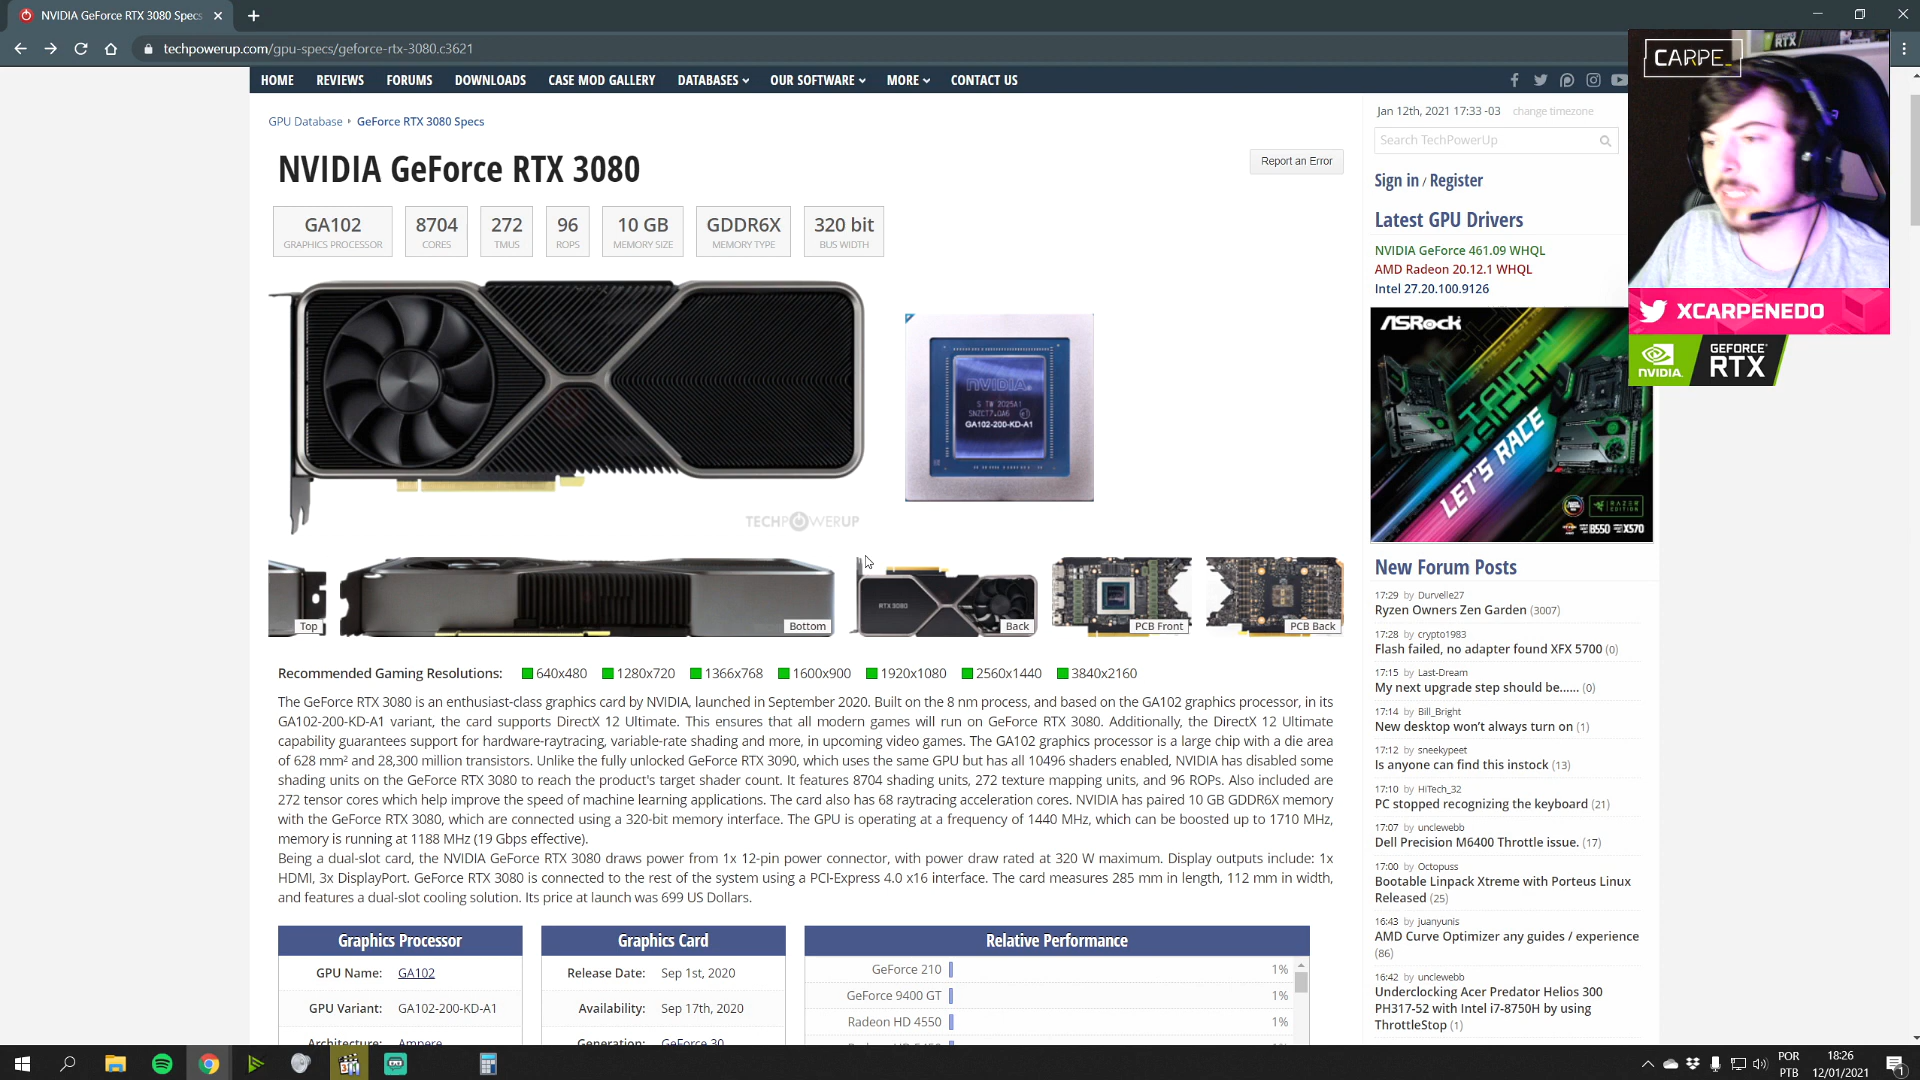 NVIDIA GeForce RTX 3080 Specs
techpowerup.com/gpu-specs/geforce-rtx-3080.c3621
HOME REVIEWS FORUMS DOWNLOADS CASE MOD GALLERY DATABASES OUR SOFTWARE MORE CONTACT US
GPU Database GeForce RTX 3080 Specs
NVIDIA GeForce RTX 3080
Report an Error
GA102 8704 272 96 10 GB GDDR6X 320 bit
GRAPHICS PROCESSOR CORES TMUS ROPS MEMORY SIZE MEMORY TYPE BUS WIDTH
NVIDIA
S TW 2025A1
SNZCT7.0A6
GA102-200-KD-A1
TECHPOWERUP
RTX 3080
Top Bottom Back PCB Front PCB Back
Recommended Gaming Resolutions: 640x480 1280x720 1366x768 1600x900 1920x1080 2560x1440 3840x2160
The GeForce RTX 3080 is an enthusiast-class graphics card by NVIDIA, launched in September 2020. Built on the 8 nm process, and based on the GA102 graphics processor, in its
GA102-200-KD-A1 variant, the card supports DirectX 12 Ultimate. This ensures that all modern games will run on GeForce RTX 3080. Additionally, the DirectX 12 Ultimate
capability guarantees support for hardware-raytracing, variable-rate shading and more, in upcoming video games. The GA102 graphics processor is a large chip with a die area
of 628 mm² and 28,300 million transistors. Unlike the fully unlocked GeForce RTX 3090, which uses the same GPU but has all 10496 shaders enabled, NVIDIA has disabled some
shading units on the GeForce RTX 3080 to reach the product's target shader count. It features 8704 shading units, 272 texture mapping units, and 96 ROPs. Also included are
272 tensor cores which help improve the speed of machine learning applications. The card also has 68 raytracing acceleration cores. NVIDIA has paired 10 GB GDDR6X memory
with the GeForce RTX 3080, which are connected using a 320-bit memory interface. The GPU is operating at a frequency of 1440 MHz, which can be boosted up to 1710 MHz,
memory is running at 1188 MHz (19 Gbps effective).
Being a dual-slot card, the NVIDIA GeForce RTX 3080 draws power from 1x 12-pin power connector, with power draw rated at 320 W maximum. Display outputs include: 1x
HDMI, 3x DisplayPort. GeForce RTX 3080 is connected to the rest of the system using a PCI-Express 4.0 x16 interface. The card measures 285 mm in length, 112 mm in width,
and features a dual-slot cooling solution. Its price at launch was 699 US Dollars.
Graphics Processor
GPU Name: GA102
GPU Variant: GA102-200-KD-A1
Architecture: Ampere
Graphics Card
Release Date: Sep 1st, 2020
Availability: Sep 17th, 2020
Generation: GeForce 30
Relative Performance
GeForce 210 1%
GeForce 9400 GT 1%
Radeon HD 4550 1%
Jan 12th, 2021 17:33 -03 change timezone
Search TechPowerUp
Sign in / Register
Latest GPU Drivers
NVIDIA GeForce 461.09 WHQL
AMD Radeon 20.12.1 WHQL
Intel 27.20.100.9126
ASRock
TAICHI
LET'S RACE
RAZER EDITION
B550 X570
New Forum Posts
17:29 by Durvelle27
Ryzen Owners Zen Garden (3007)
17:28 by crypto1983
Flash failed, no adapter found XFX 5700 (0)
17:15 by Last-Dream
My next upgrade step should be...... (0)
17:14 by Bill_Bright
New desktop won't always turn on (1)
17:12 by sneekypeet
Is anyone can find this instock (13)
17:10 by HiTech_32
PC stopped recognizing the keyboard (21)
17:07 by unclewebb
Dell Precision M6400 Throttle issue. (17)
17:00 by Octopuss
Bootable Linpack Xtreme with Porteus Linux
Released (25)
16:43 by juanyunis
AMD Curve Optimizer any guides / experience
(86)
16:42 by unclewebb
Underclocking Acer Predator Helios 300
PH317-52 with Intel i7-8750H by using
ThrottleStop (1)
CARPE_
RTX
XCARPENEDO
NVIDIA
GEFORCE
RTX
POR
PTB
18:26
12/01/2021
1